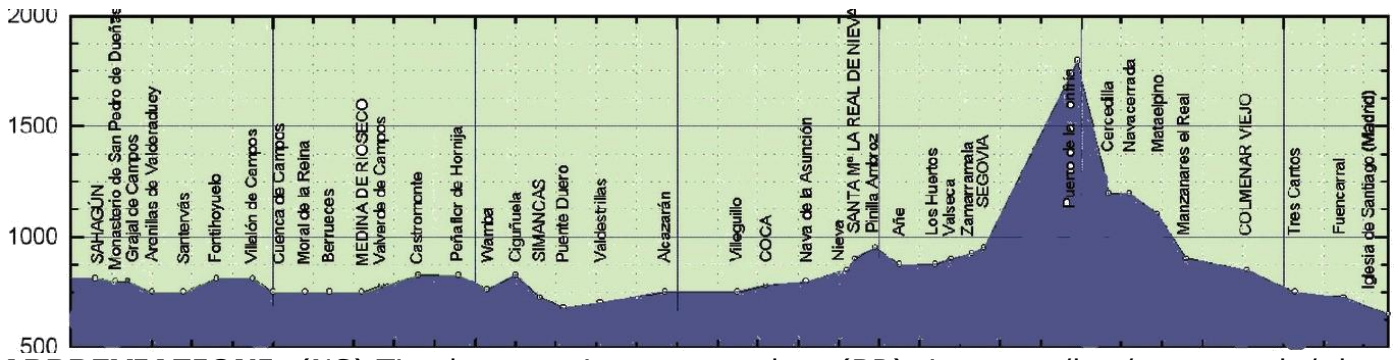 2000
1500
1000
500
SAHAGÚN
Monasterio de San Pedro de Dueñas
Grajal de Campos
Arenillas de Valderaduey
Santervás
Fontihoyuelo
Villalón de Campos
Cuenca de Campos
Moral de la Reina
Berrueces
MEDINA DE RIOSECO
Valverde de Campos
Castromonte
Peñaflor de Hornija
Wamba
Ciguñuela
SIMANCAS
Puente Duero
Valdestillas
Alcazarén
Villeguillo
COCA
Nava de la Asunción
Nieva
SANTA Mª LA REAL DE NIEVA
Pinilla Ambroz
Añe
Los Huertos
Valseca
Zamarramala
SEGOVIA
Puerto de la
Cercedilla
Navacerrada
Mataelpino
Manzanares el Real
COLMENAR VIEJO
Tres Cantos
Fuencarral
Iglesia de Santiago (Madrid)